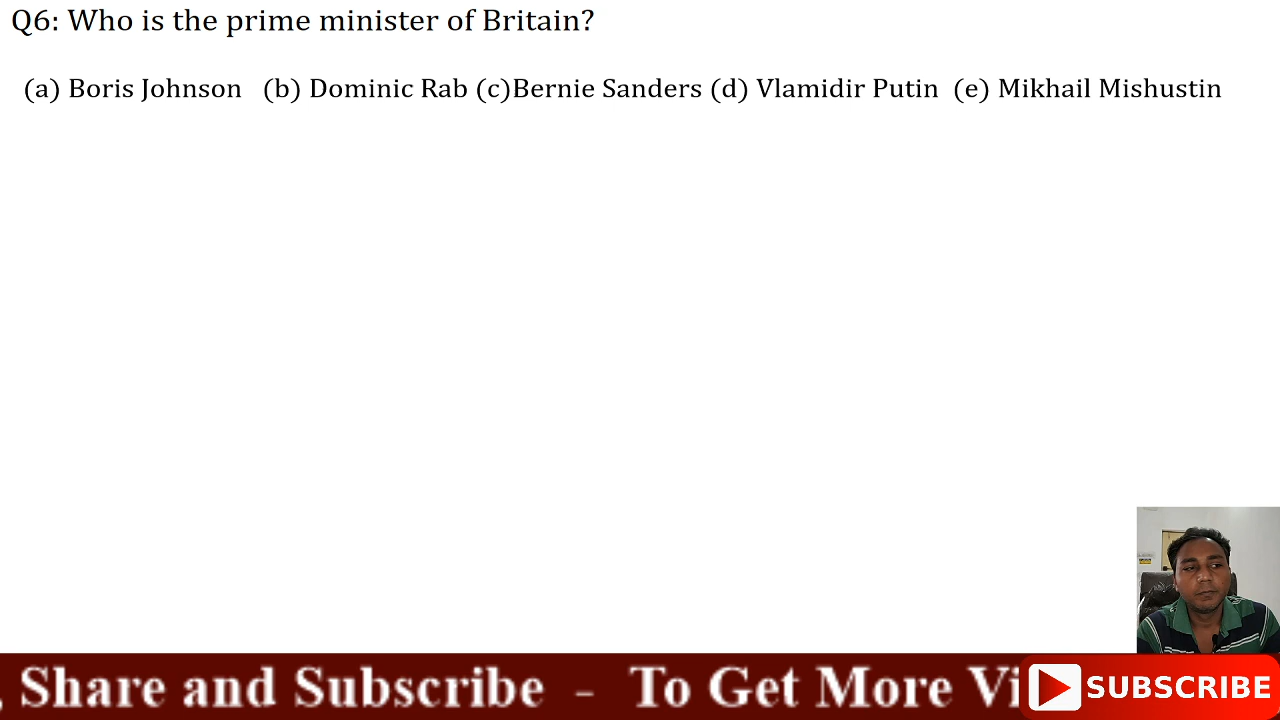 Q6: Who is the prime minister of Britain?
(a) Boris Johnson (b) Dominic Rab (c)Bernie Sanders (d) Vlamidir Putin (e) Mikhail Mishustin
, Share and Subscribe - To Get More Vi
SUBSCRIBE